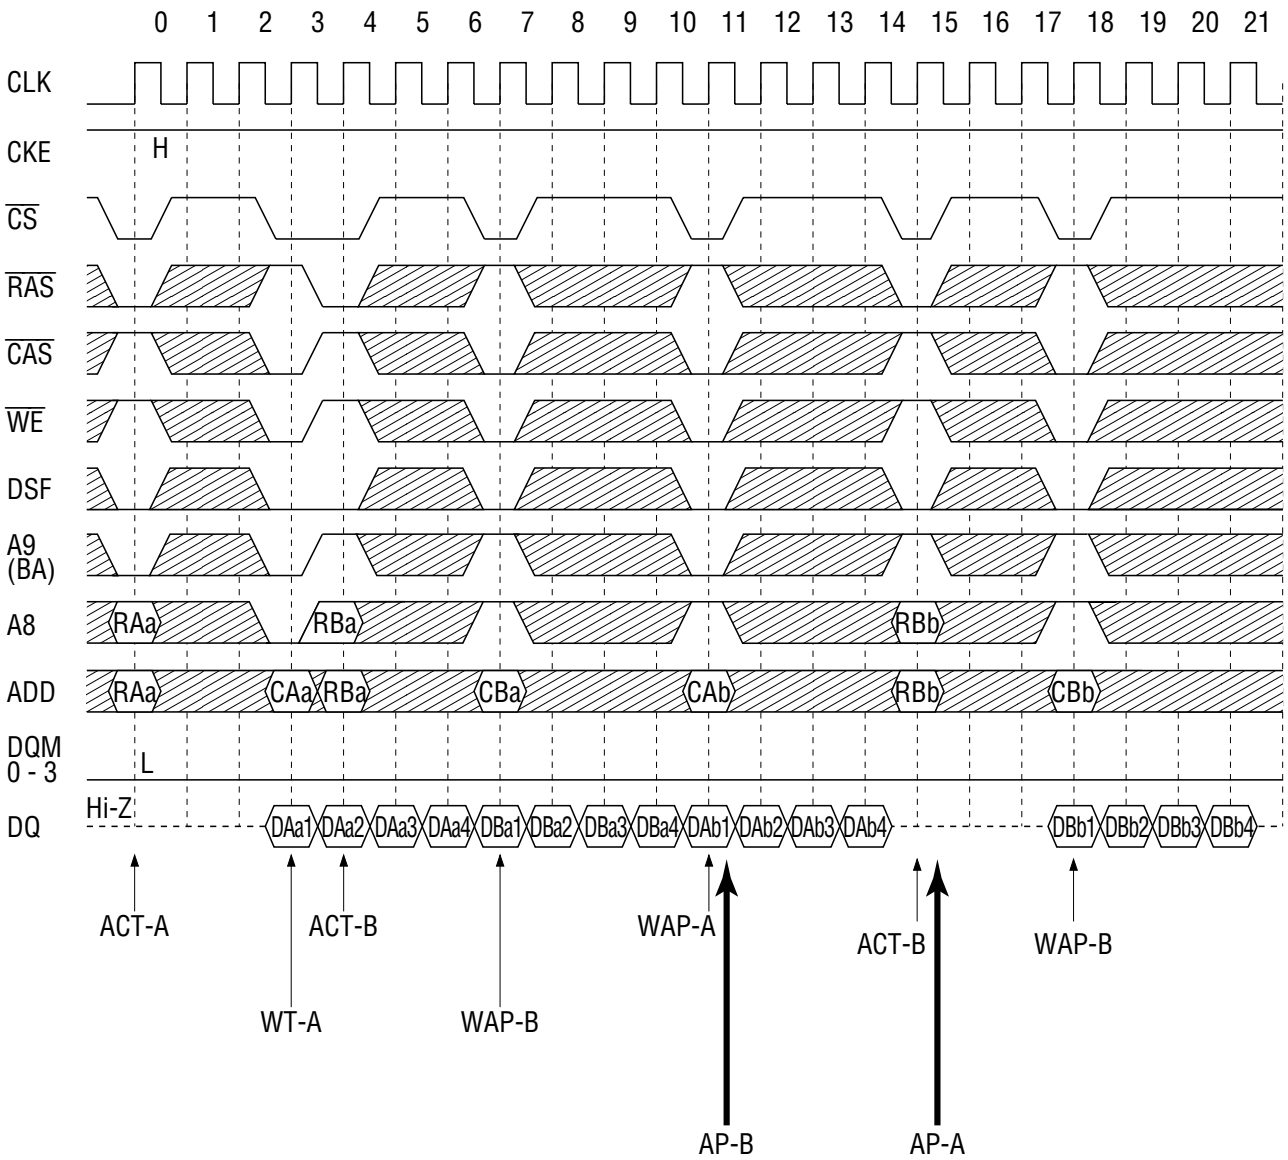 0 1 2 3 4 5 6 7 8 9 10 11 12 13 14 15 16 17 18 19 20 21
CLK
CKE H
CS
RAS
CAS
WE
DSF
A9
(BA)
A8 RAa RBa RBb
ADD RAa CAa RBa CBa CAb RBb CBb
DQM
0 - 3 L
Hi-Z
DQ DAa1 DAa2 DAa3 DAa4 DBa1 DBa2 DBa3 DBa4 DAb1 DAb2 DAb3 DAb4 DBb1 DBb2 DBb3 DBb4
ACT-A ACT-B WAP-A ACT-B WAP-B
WT-A WAP-B
AP-B AP-A